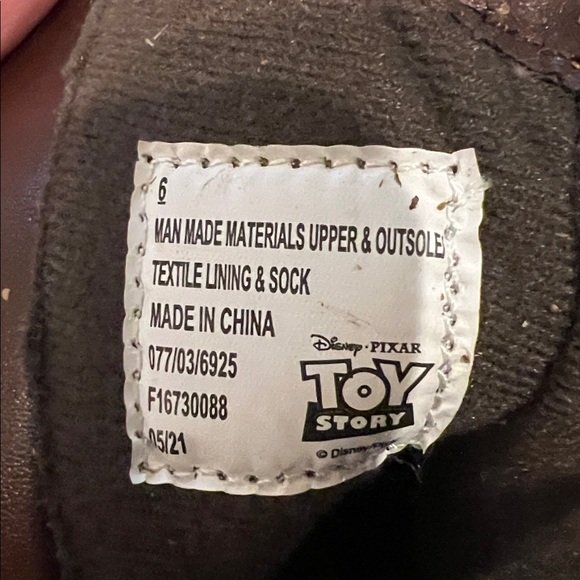 6
MAN MADE MATERIALS UPPER & OUTSOLE
TEXTILE LINING & SOCK
MADE IN CHINA
077/03/6925
F16730088
05/21
Disney · PIXAR
TOY
STORY
© Disney/